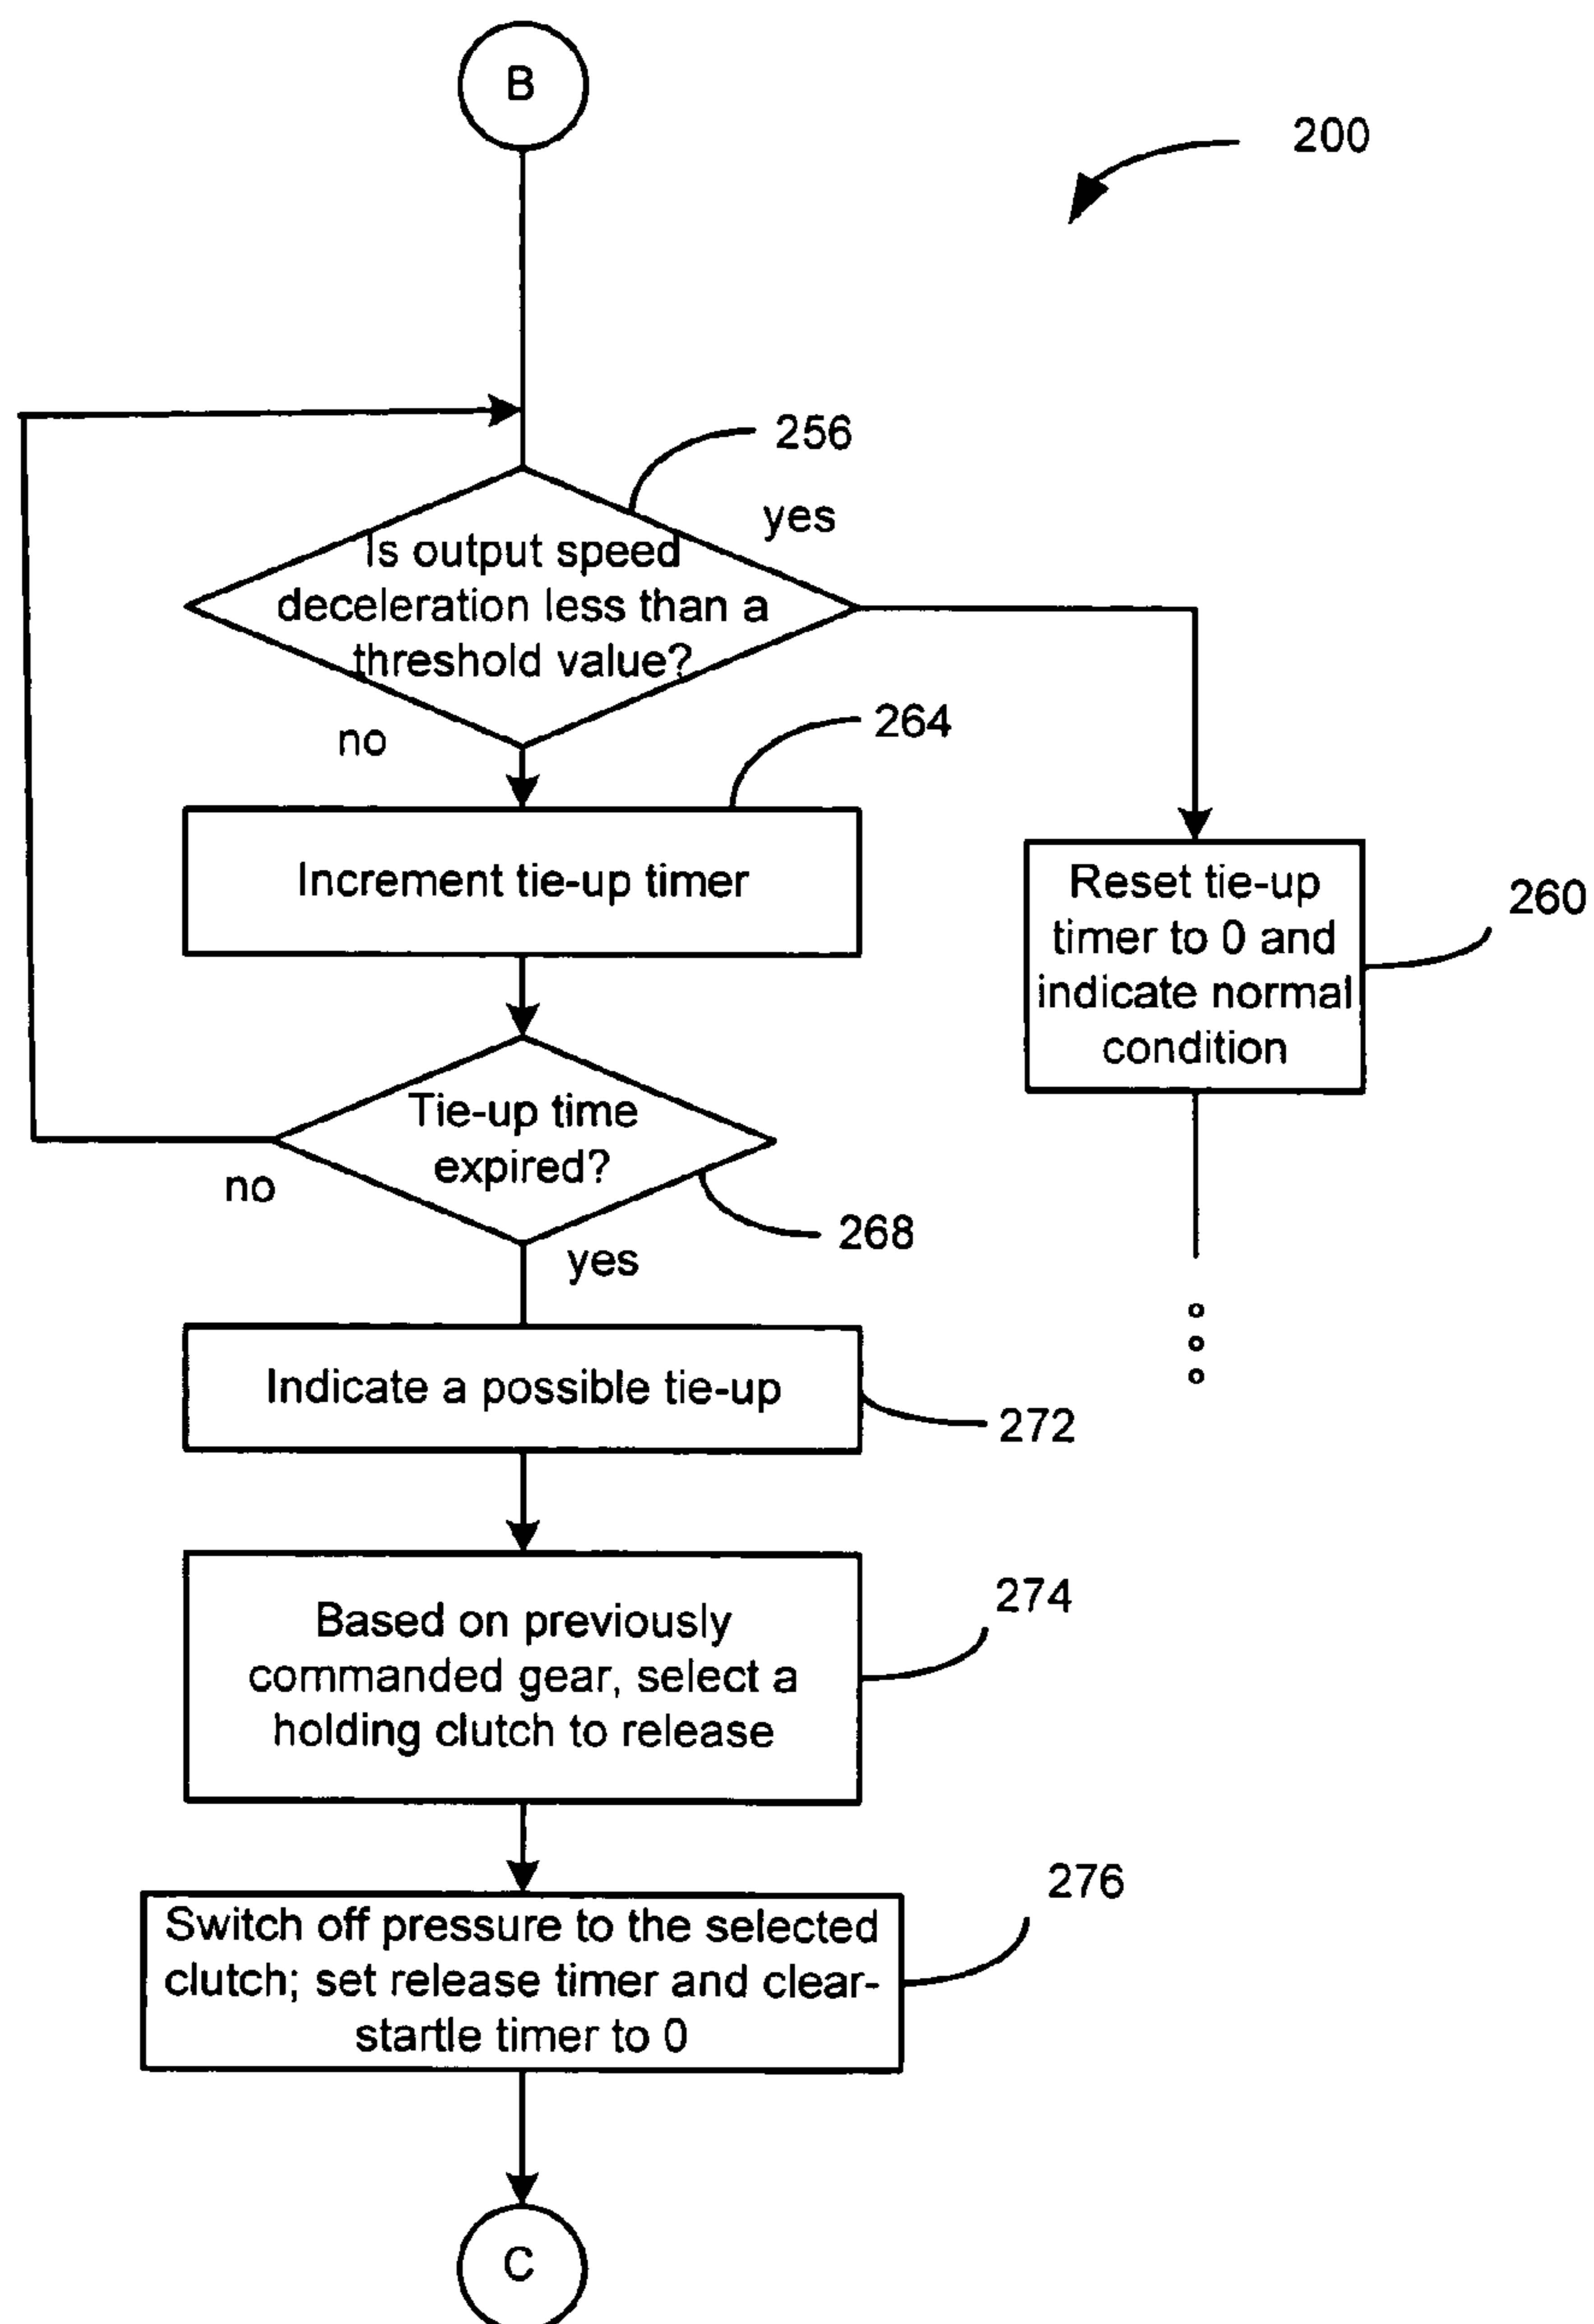 B
200
256
yes
Is output speed
deceleration less than a
threshold value?
no
264
Increment tie-up timer
Reset tie-up
timer to 0 and
indicate normal
condition
260
Tie-up time
expired?
no
268
yes
Indicate a possible tie-up
272
Based on previously
commanded gear, select a
holding clutch to release
274
276
Switch off pressure to the selected
clutch; set release timer and clear-
startle timer to 0
C